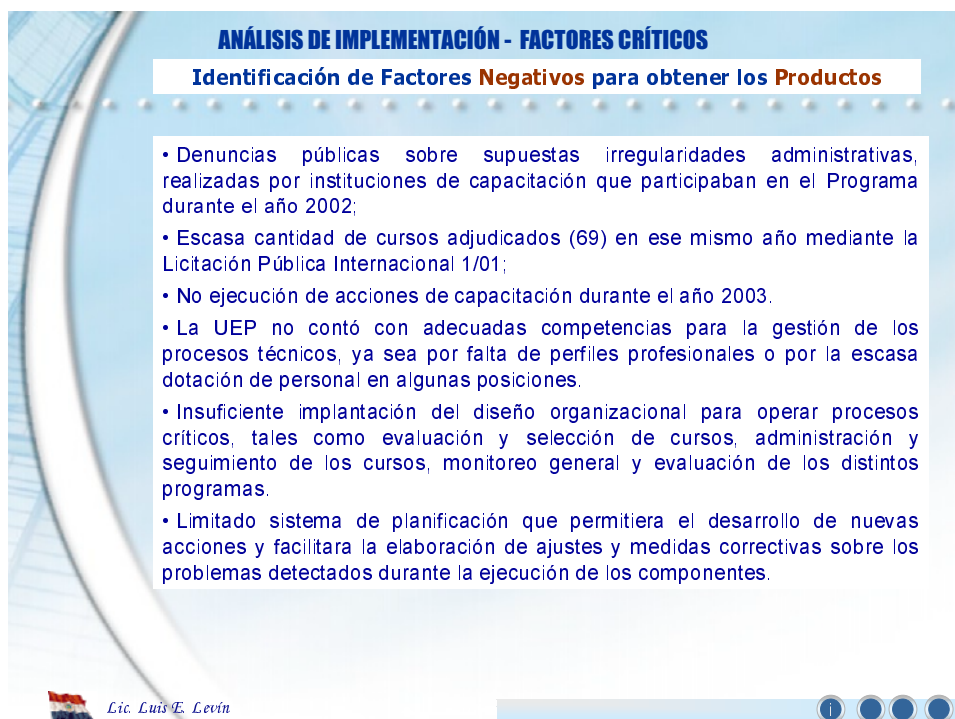 ANÁLISIS DE IMPLEMENTACIÓN - FACTORES CRÍTICOS
Identificación de Factores Negativos para obtener los Productos
• Denuncias públicas sobre supuestas irregularidades administrativas,
realizadas por instituciones de capacitación que participaban en el Programa
durante el año 2002;
• Escasa cantidad de cursos adjudicados (69) en ese mismo año mediante la
Licitación Pública Internacional 1/01;
• No ejecución de acciones de capacitación durante el año 2003.
• La UEP no contó con adecuadas competencias para la gestión de los
procesos técnicos, ya sea por falta de perfiles profesionales o por la escasa
dotación de personal en algunas posiciones.
• Insuficiente implantación del diseño organizacional para operar procesos
críticos, tales como evaluación y selección de cursos, administración y
seguimiento de los cursos, monitoreo general y evaluación de los distintos
programas.
• Limitado sistema de planificación que permitiera el desarrollo de nuevas
acciones y facilitara la elaboración de ajustes y medidas correctivas sobre los
problemas detectados durante la ejecución de los componentes.
Lic. Luis E. Levín
i